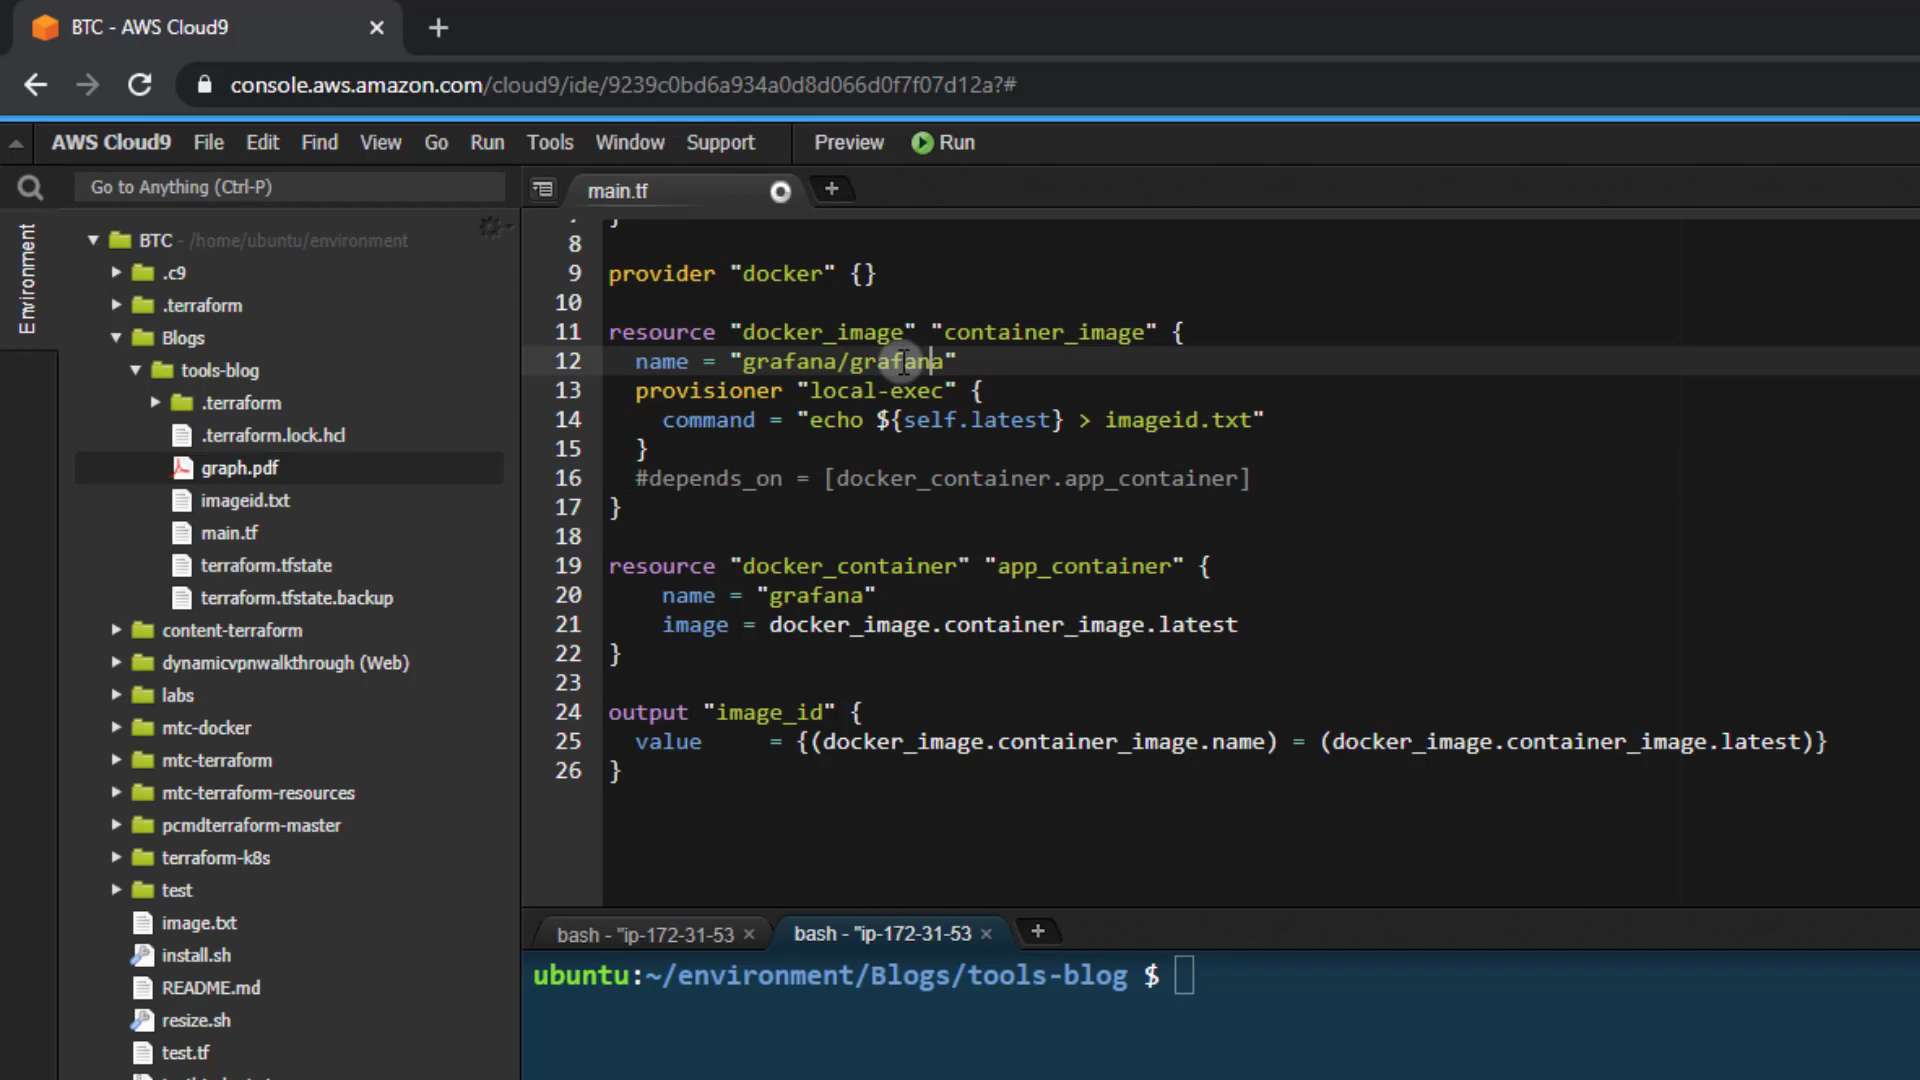 BTC - AWS Cloud9
console.aws.amazon.com/cloud9/ide/9239c0bd6a934a0d8d066d0f7f07d12a?#
AWS Cloud9 File Edit Find View Go Run Tools Window Support Preview Run
Go to Anything (Ctrl-P)
main.tf
Environment
BTC - /home/ubuntu/environment
.c9
.terraform
Blogs
tools-blog
.terraform
.terraform.lock.hcl
graph.pdf
imageid.txt
main.tf
terraform.tfstate
terraform.tfstate.backup
content-terraform
dynamicvpnwalkthrough (Web)
labs
mtc-docker
mtc-terraform
mtc-terraform-resources
pcmdterraform-master
terraform-k8s
test
image.txt
install.sh
README.md
resize.sh
test.tf
8
9 provider "docker" {}
10
11 resource "docker_image" "container_image" {
12 name = "grafana/grafana"
13 provisioner "local-exec" {
14 command = "echo ${self.latest} > imageid.txt"
15 }
16 #depends_on = [docker_container.app_container]
17 }
18
19 resource "docker_container" "app_container" {
20 name = "grafana"
21 image = docker_image.container_image.latest
22 }
23
24 output "image_id" {
25 value = {(docker_image.container_image.name) = (docker_image.container_image.latest)}
26 }
bash - "ip-172-31-53
bash - "ip-172-31-53
ubuntu:~/environment/Blogs/tools-blog $